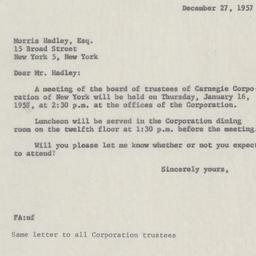 December 27, 1957
Morris Hadley, Esq.
15 Broad Street
New York 5, New York
Dear Mr. Hadley:
A meeting of the board of trustees of Carnegie Corpo-
ration of New York will be held on Thursday, January 16,
1958, at 2:30 p.m. at the offices of the Corporation.
Luncheon will be served in the Corporation dining
room on the twelfth floor at 1:30 p.m. before the meeting.
Will you please let me know whether or not you expect
to attend?
Sincerely yours,
FA:mf
Same letter to all Corporation trustees